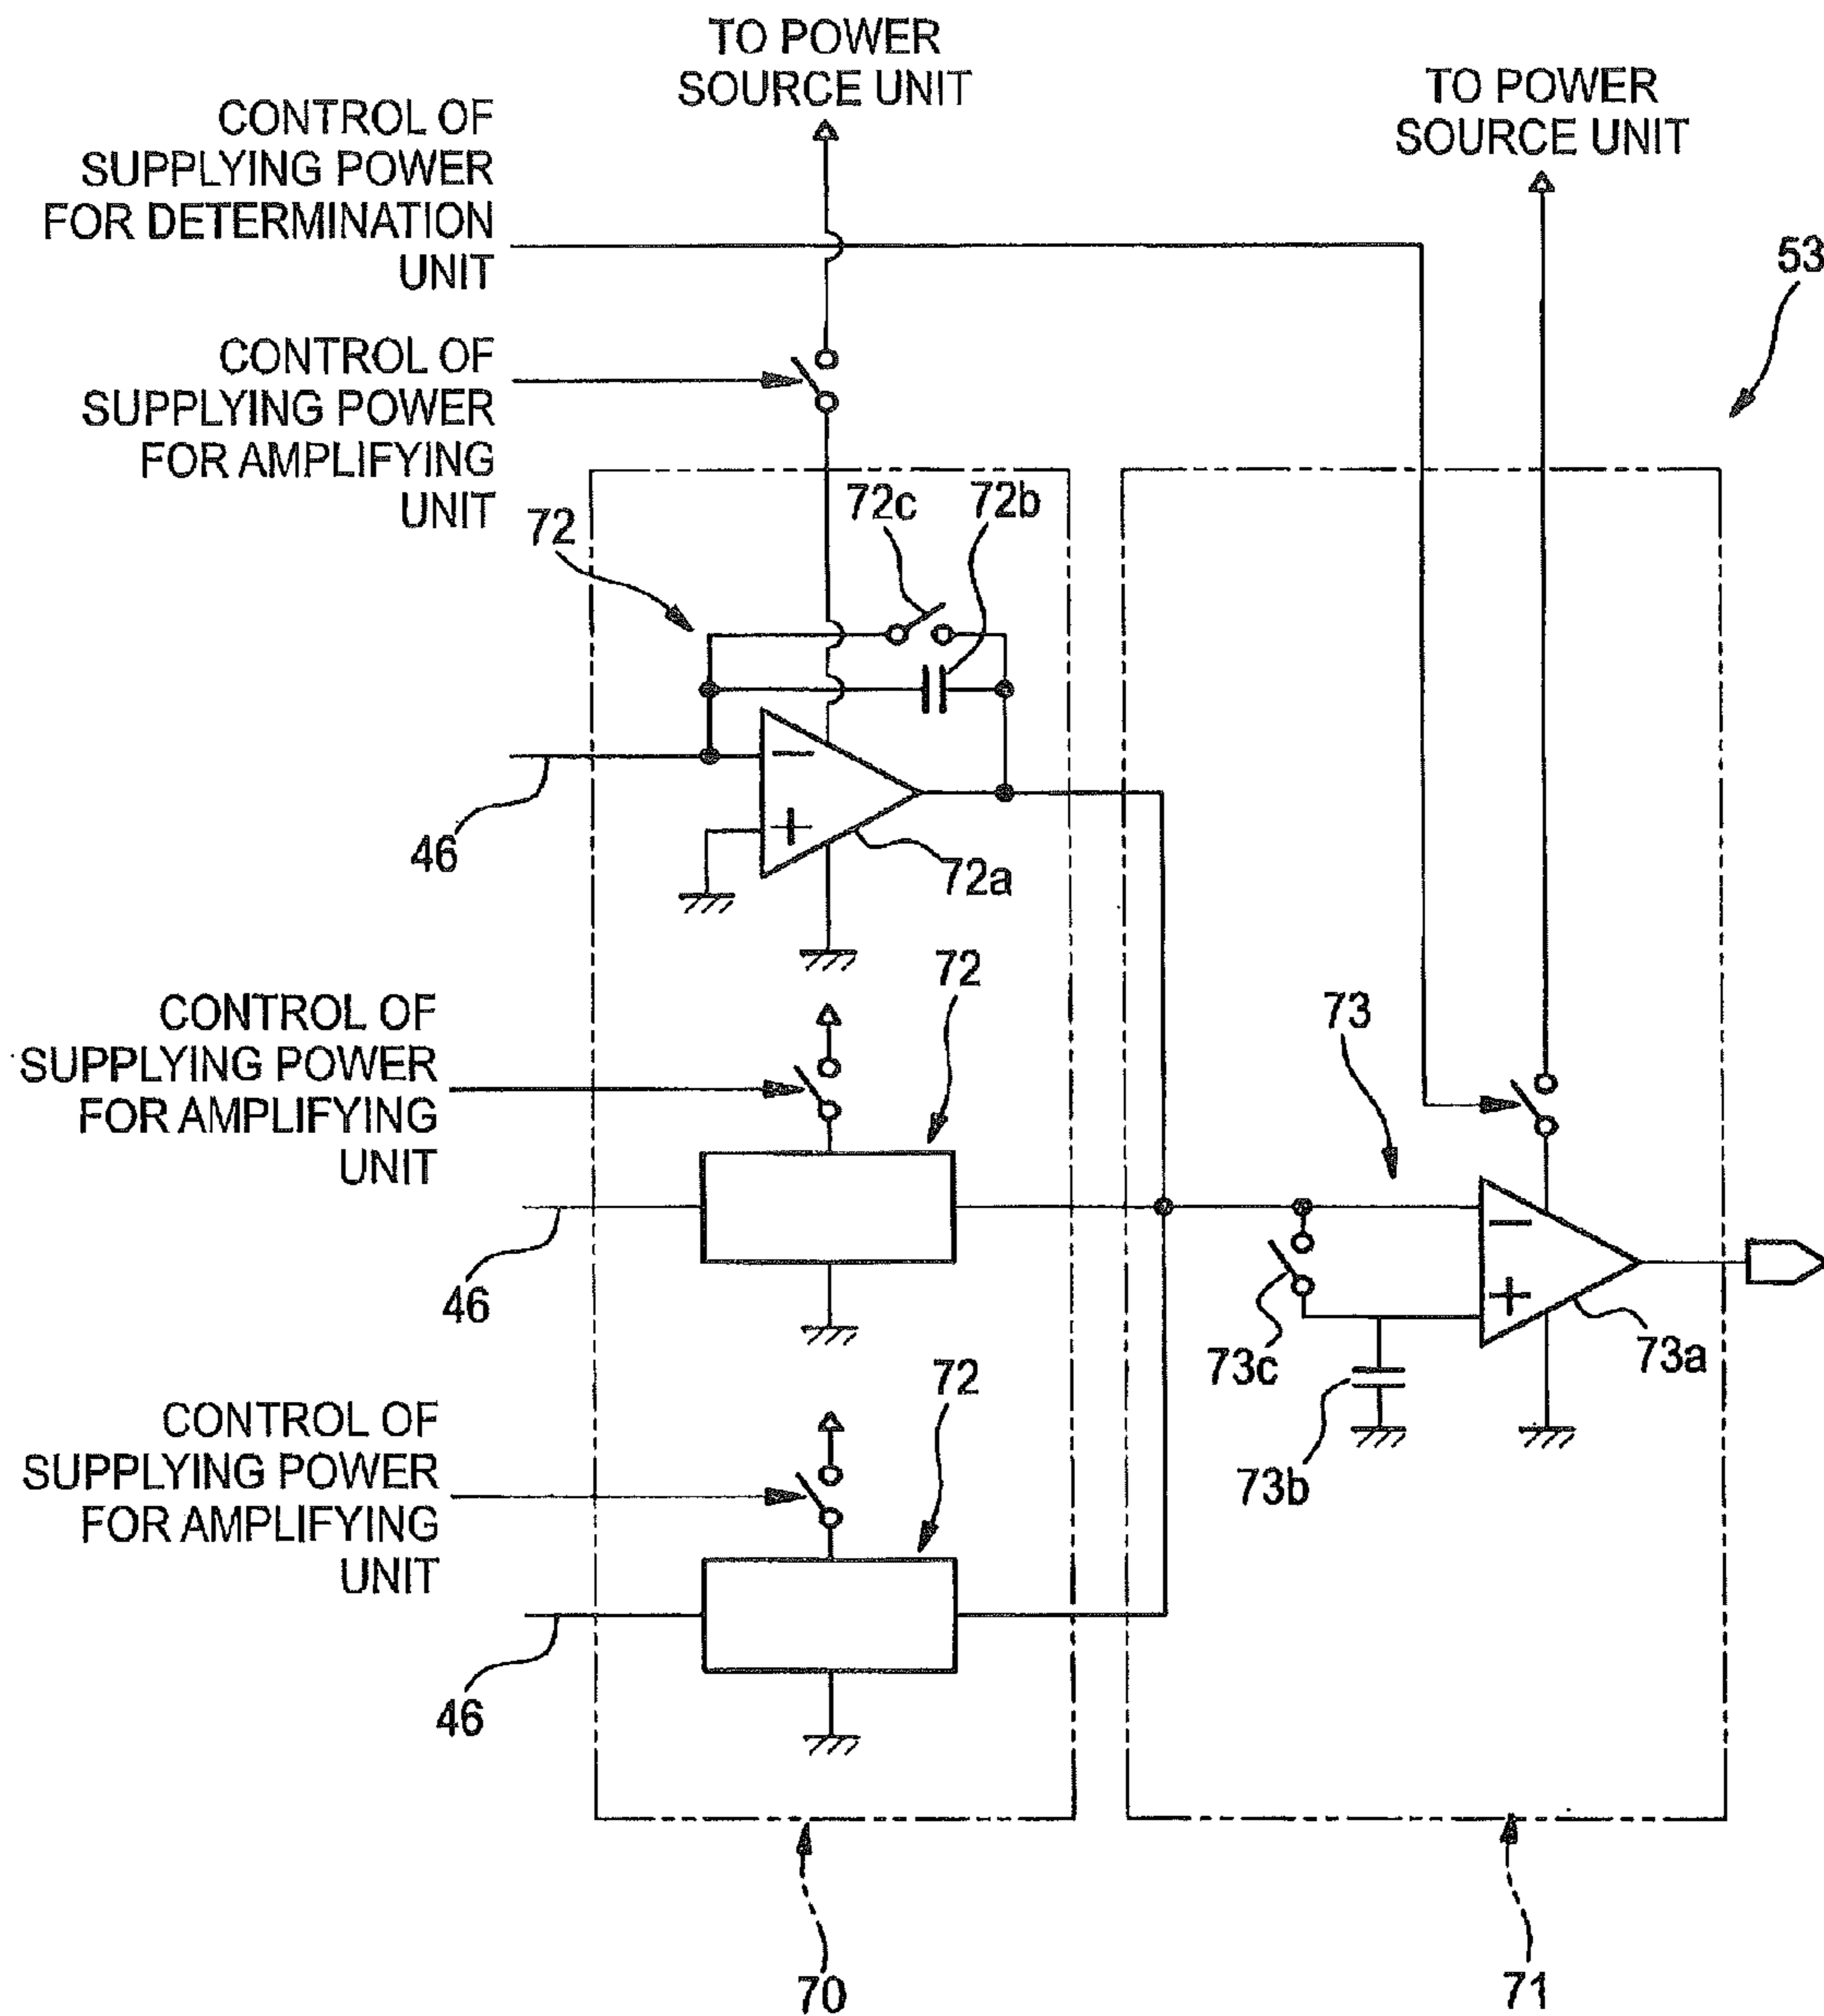 TO POWER
SOURCE UNIT
TO POWER
SOURCE UNIT
CONTROL OF
SUPPLYING POWER
FOR DETERMINATION
UNIT
53
CONTROL OF
SUPPLYING POWER
FOR AMPLIFYING
UNIT
72
72c
72b
−
+
46
72a
CONTROL OF
SUPPLYING POWER
FOR AMPLIFYING
UNIT
72
73
46
−
+
73c
73a
73b
CONTROL OF
SUPPLYING POWER
FOR AMPLIFYING
UNIT
72
46
70
71